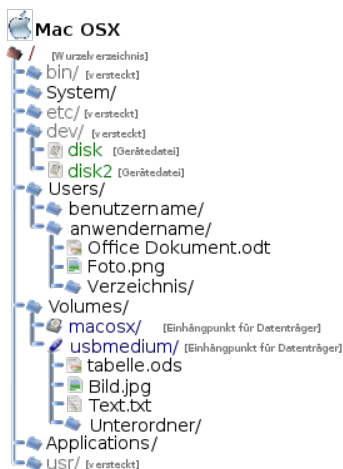 Mac OSX
/ [Wurzelverzeichnis]
bin/ [versteckt]
System/
etc/ [versteckt]
dev/ [versteckt]
disk [Gerätedatei]
disk2 [Gerätedatei]
Users/
benutzername/
anwendername/
Office Dokument.odt
Foto.png
Verzeichnis/
Volumes/
macosx/ [Einhängpunkt für Datenträger]
usbmedium/ [Einhängpunkt für Datenträger]
tabelle.ods
Bild.jpg
Text.txt
Unterordner/
Applications/
usr/ [versteckt]